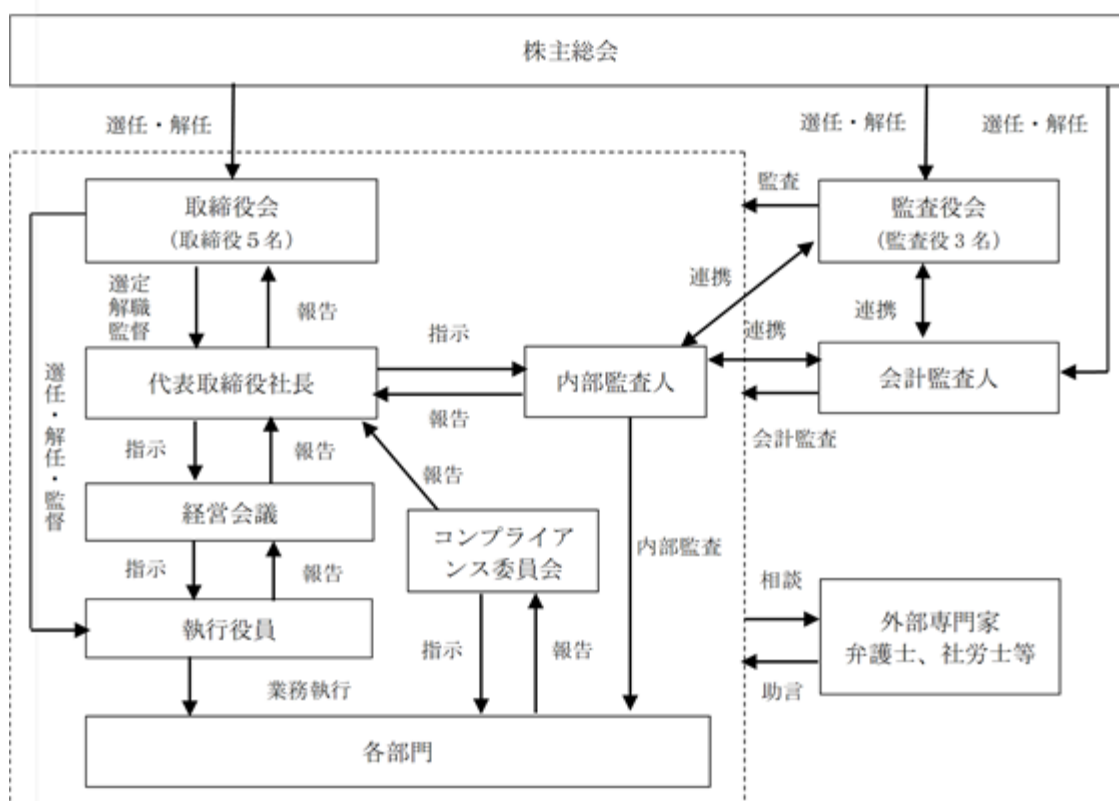 株主総会
選任・解任
選任・解任
選任・解任
取締役会
（取締役５名）
監査
監査役会
（監査役３名）
選定
解職
監督
報告
連携
連携
選任・解任・監督
代表取締役社長
指示
報告
内部監査人
連携
会計監査人
会計監査
指示
報告
報告
経営会議
コンプライア
ンス委員会
内部監査
指示
報告
執行役員
相談
外部専門家
弁護士、社労士等
助言
業務執行
指示
報告
各部門